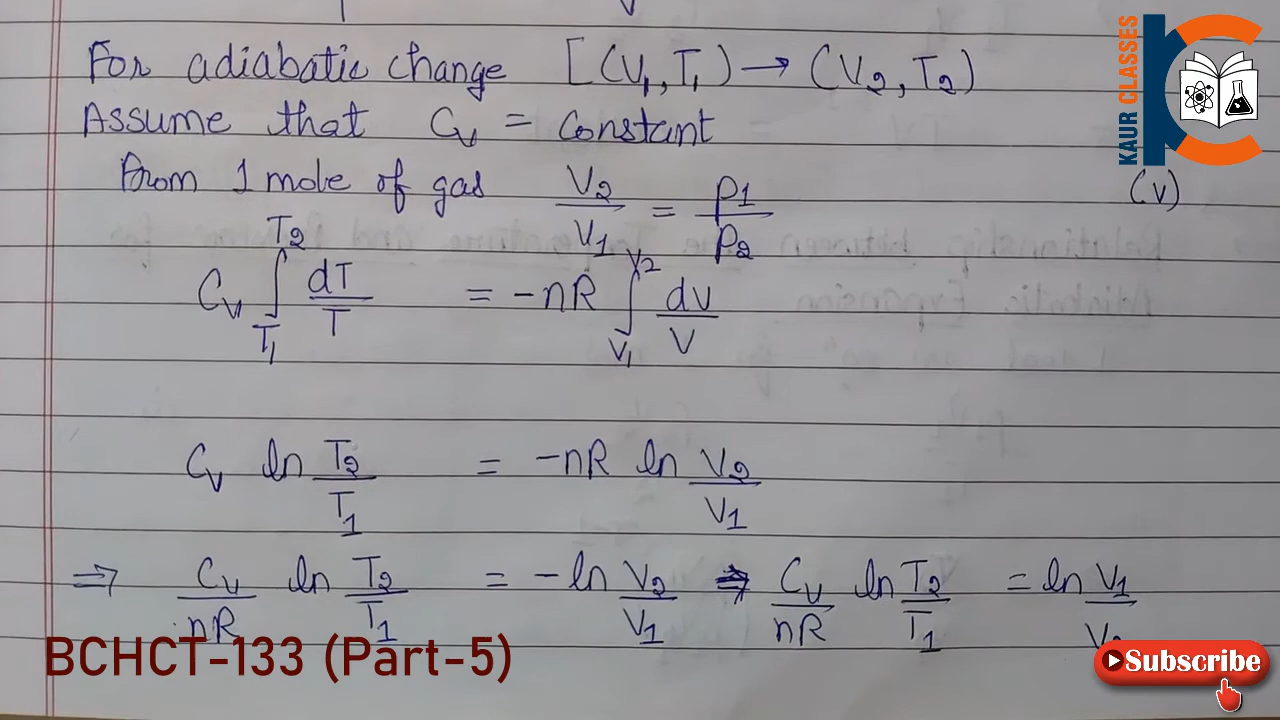 For adiabatic change [(V₁,T₁) → (V₂,T₂)
Assume that Cᵥ = Constant
From 1 mole of gas V₂/V₁ = P₁/P₂ (V)
Cᵥ ∫_{T₁}^{T₂} dT/T = -nR ∫_{V₁}^{V₂} dV/V
Cᵥ ln T₂/T₁ = -nR ln V₂/V₁
⇒ Cᵥ/nR ln T₂/T₁ = -ln V₂/V₁ ⇒ Cᵥ/nR ln T₂/T₁ = ln V₁/V₂
BCHCT-133 (Part-5)
KAUR CLASSES
Subscribe